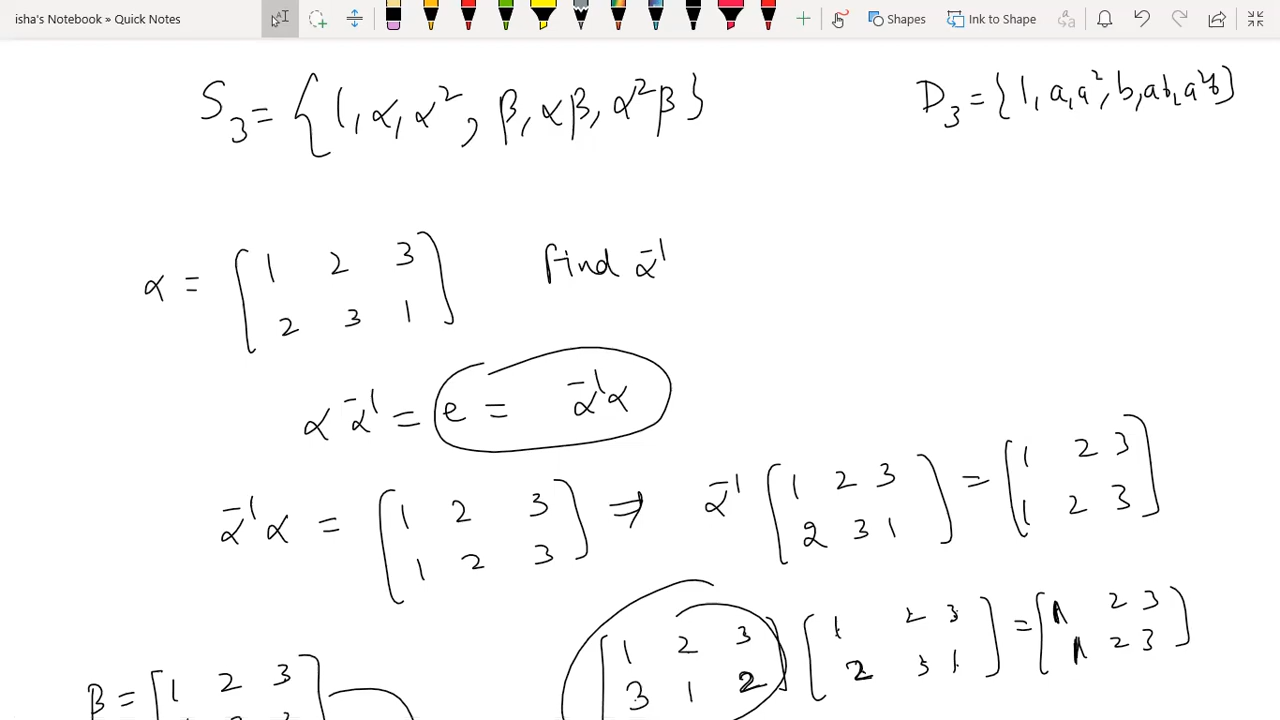 isha's Notebook » Quick Notes
Shapes
Ink to Shape
S₃ = {1, α, α², β, αβ, α²β}
D₃ = {1, a, a², b, ab, a²b}
α = [1 2 3
2 3 1]
find α⁻¹
α α⁻¹ = e = α⁻¹α
α⁻¹α = [1 2 3
1 2 3] ⇒ α⁻¹ [1 2 3
2 3 1] = [1 2 3
1 2 3]
[1 2 3
3 1 2] [1 2 3
2 3 1] = [1 2 3
1 2 3]
β = [1 2 3